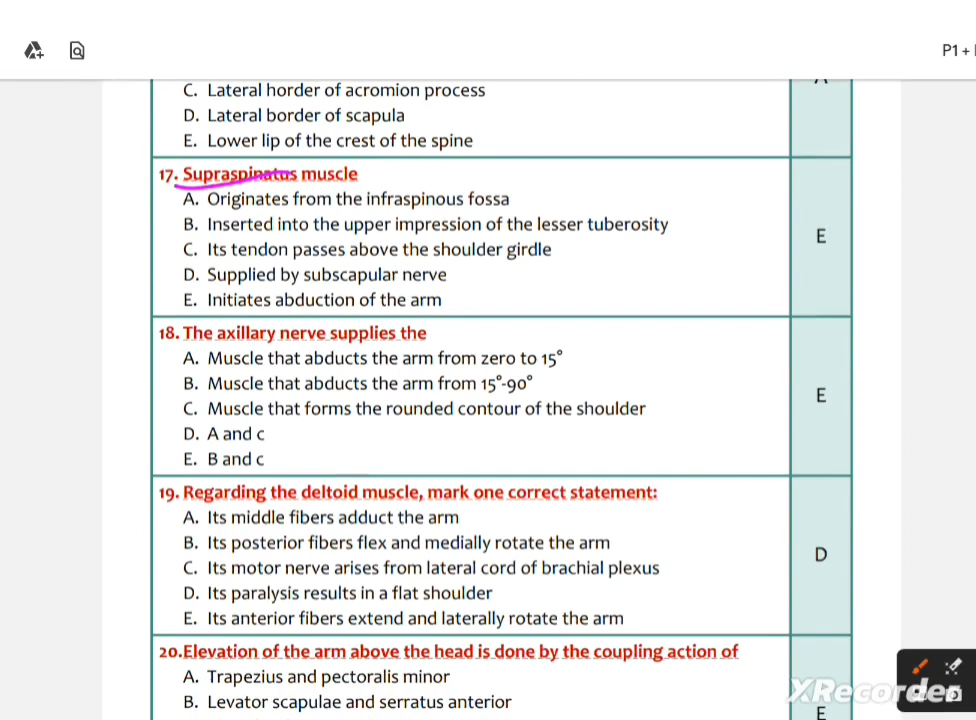 P1 +
C. Lateral horder of acromion process
D. Lateral border of scapula
E. Lower lip of the crest of the spine
17. Supraspinatus muscle
A. Originates from the infraspinous fossa
B. Inserted into the upper impression of the lesser tuberosity
C. Its tendon passes above the shoulder girdle
D. Supplied by subscapular nerve
E. Initiates abduction of the arm
E
18. The axillary nerve supplies the
A. Muscle that abducts the arm from zero to 15°
B. Muscle that abducts the arm from 15°-90°
C. Muscle that forms the rounded contour of the shoulder
D. A and c
E. B and c
E
19. Regarding the deltoid muscle, mark one correct statement:
A. Its middle fibers adduct the arm
B. Its posterior fibers flex and medially rotate the arm
C. Its motor nerve arises from lateral cord of brachial plexus
D. Its paralysis results in a flat shoulder
E. Its anterior fibers extend and laterally rotate the arm
D
20.Elevation of the arm above the head is done by the coupling action of
A. Trapezius and pectoralis minor
B. Levator scapulae and serratus anterior
E
XRecorder